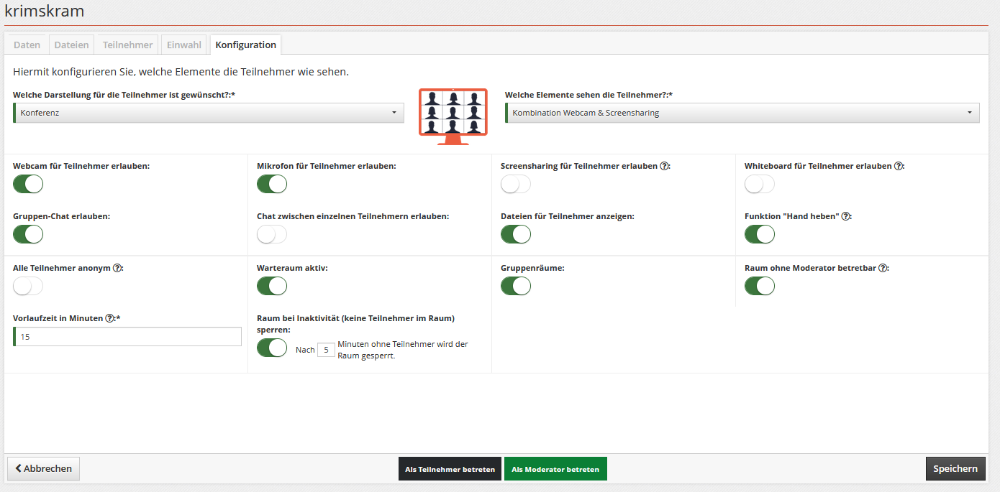 krimskram
Daten Dateien Teilnehmer Einwahl Konfiguration
Hiermit konfigurieren Sie, welche Elemente die Teilnehmer wie sehen.
Welche Darstellung für die Teilnehmer ist gewünscht?:*
Konferenz
Welche Elemente sehen die Teilnehmer?:*
Kombination Webcam & Screensharing
Webcam für Teilnehmer erlauben:
Mikrofon für Teilnehmer erlauben:
Screensharing für Teilnehmer erlauben ?:
Whiteboard für Teilnehmer erlauben ?:
Gruppen-Chat erlauben:
Chat zwischen einzelnen Teilnehmern erlauben:
Dateien für Teilnehmer anzeigen:
Funktion "Hand heben" ?:
Alle Teilnehmer anonym ?:
Warteraum aktiv:
Gruppenräume:
Raum ohne Moderator betretbar ?:
Vorlaufzeit in Minuten ?:*
15
Raum bei Inaktivität (keine Teilnehmer im Raum)
sperren:
Nach 5 Minuten ohne Teilnehmer wird der
Raum gesperrt.
Abbrechen
Als Teilnehmer betreten
Als Moderator betreten
Speichern